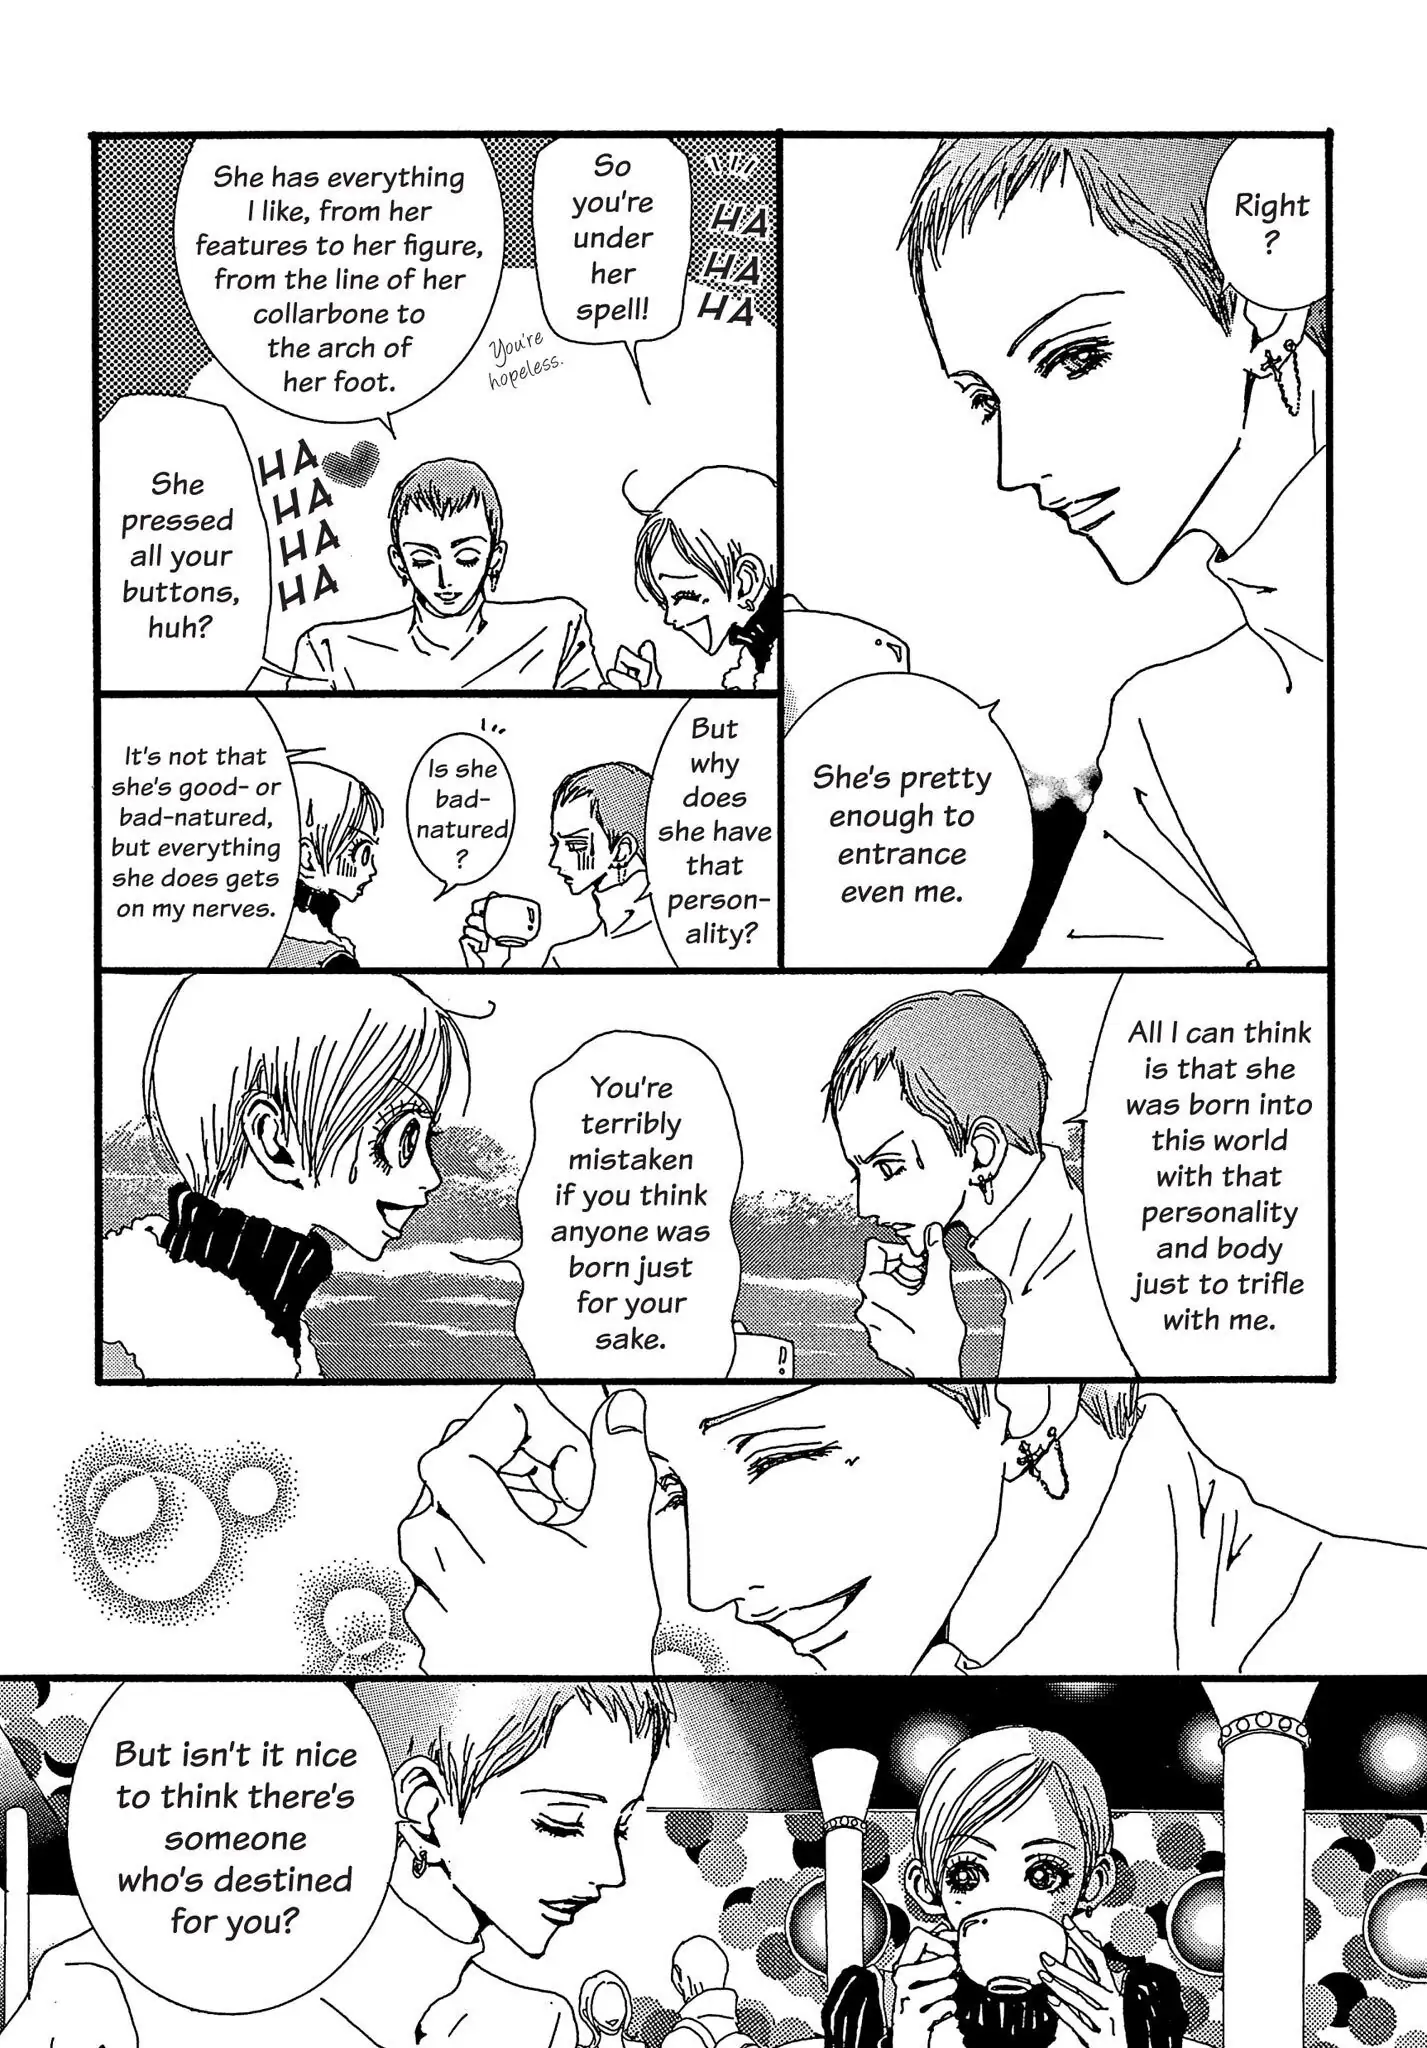 Right
?
She's pretty
enough to
entrance
even me.
HA
HA
HA
So
you're
under
her
spell!
You're
hopeless.
She has everything
I like, from her
features to her figure,
from the line of her
collarbone to
the arch of
her foot.
HA
HA
HA
HA
She
pressed
all your
buttons,
huh?
But
why
does
she have
that
person-
ality?
Is she
bad-
natured
?
It's not that
she's good- or
bad-natured,
but everything
she does gets
on my nerves.
All I can think
is that she
was born into
this world
with that
personality
and body
just to trifle
with me.
You're
terribly
mistaken
if you think
anyone was
born just
for your
sake.
But isn't it nice
to think there's
someone
who's destined
for you?